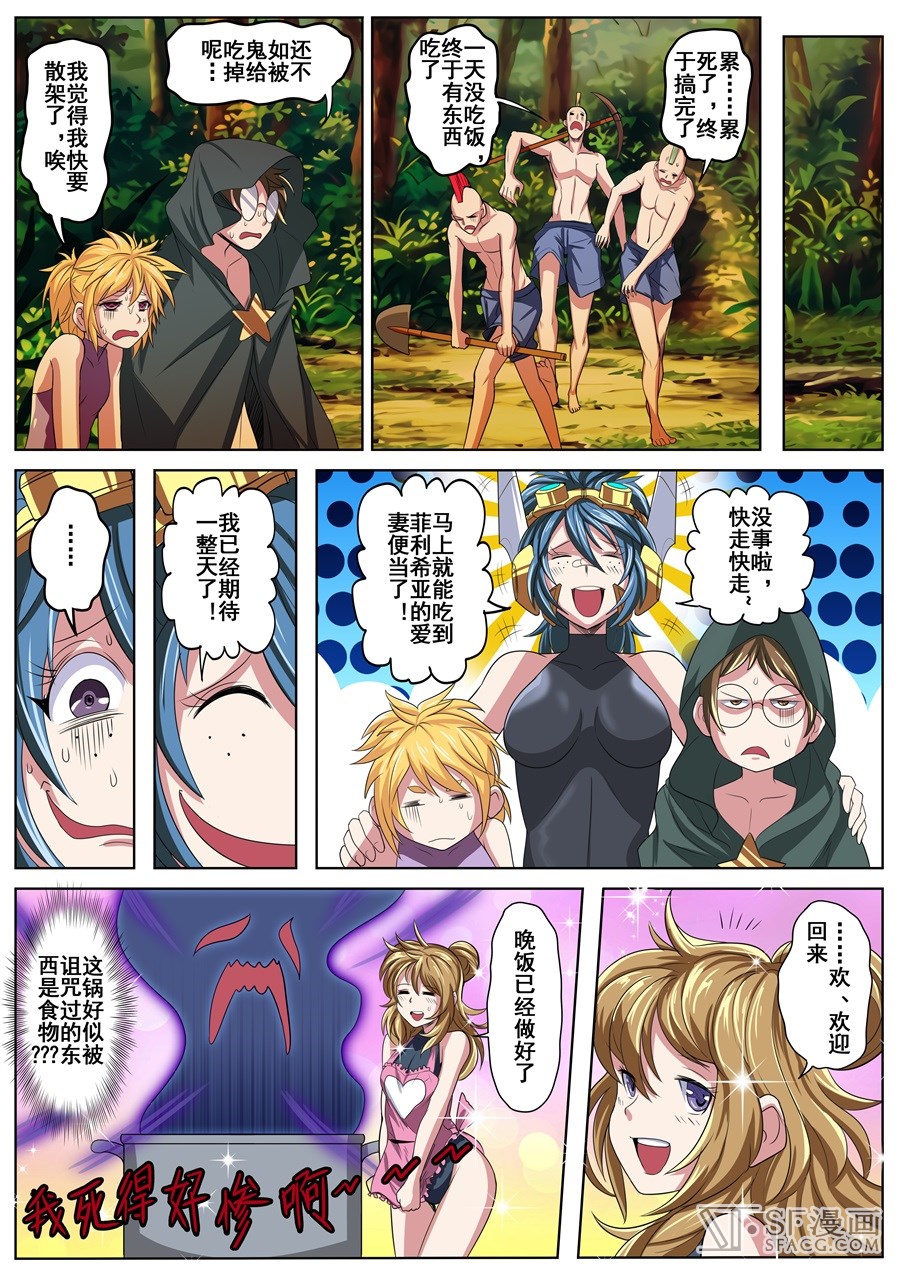 累……累
死了，终
于搞完了
一天没吃饭，
终于有东西
吃了
还不
如被
鬼给
吃掉
呢…
我觉得我快要
散架了，唉
没事啦，
快走快走~
马上就能吃到
菲利希亚的爱
妻便当了！
我已经期待
一整天了！
……
……欢、欢迎
回来
晚饭已经做好了
这锅好似被
诅咒过的东
西是食物
???
我死得好惨啊~~~
SF漫画
SFACG.COM